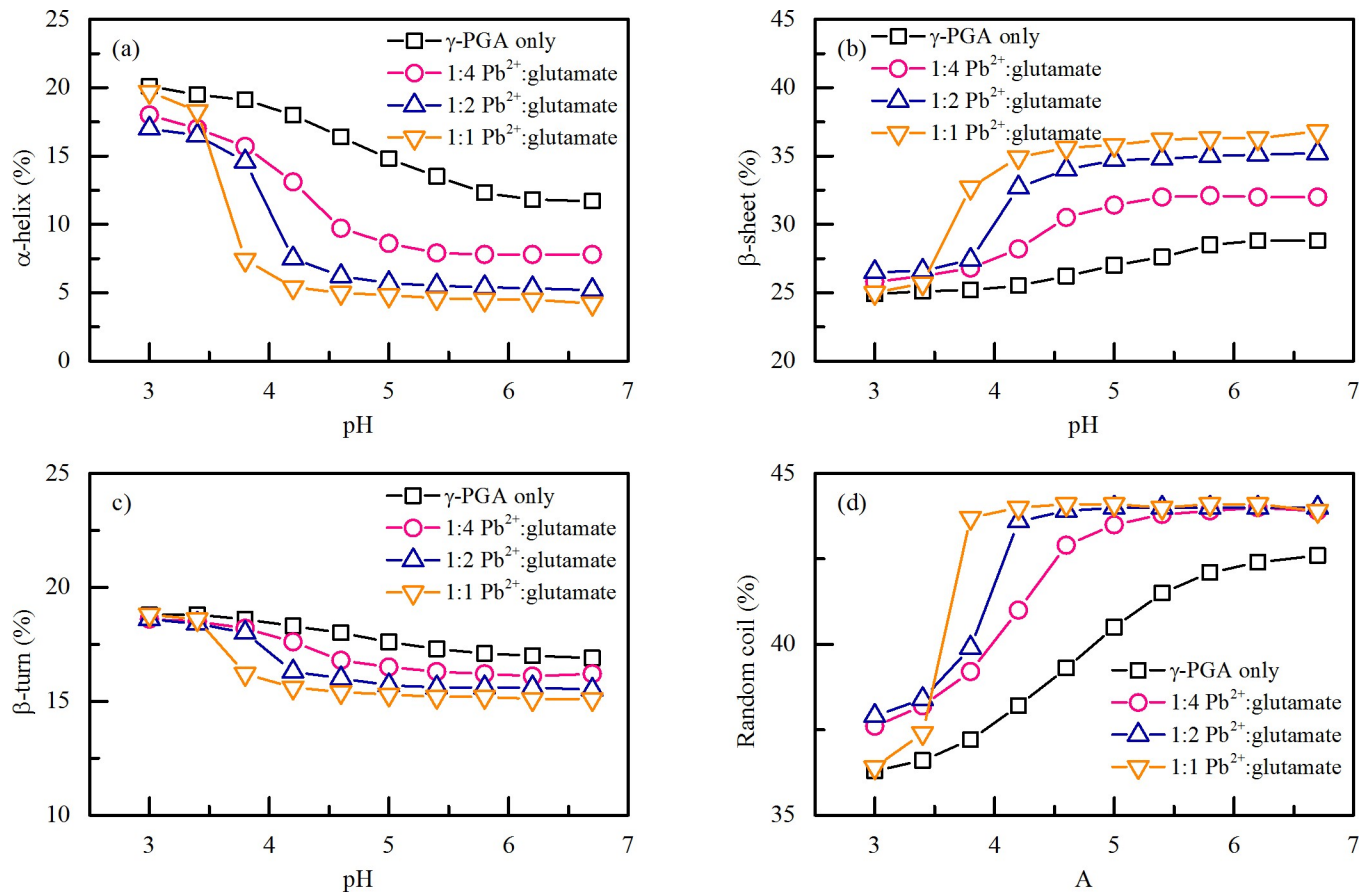 (a)
γ-PGA only
1:4 Pb²⁺:glutamate
1:2 Pb²⁺:glutamate
1:1 Pb²⁺:glutamate
α-helix (%)
25
20
15
10
5
0
3 4 5 6 7
pH
(b)
γ-PGA only
1:4 Pb²⁺:glutamate
1:2 Pb²⁺:glutamate
1:1 Pb²⁺:glutamate
β-sheet (%)
45
40
35
30
25
20
3 4 5 6 7
pH
c)
γ-PGA only
1:4 Pb²⁺:glutamate
1:2 Pb²⁺:glutamate
1:1 Pb²⁺:glutamate
β-turn (%)
25
20
15
10
3 4 5 6 7
pH
(d)
γ-PGA only
1:4 Pb²⁺:glutamate
1:2 Pb²⁺:glutamate
1:1 Pb²⁺:glutamate
Random coil (%)
45
40
35
3 4 5 6 7
A